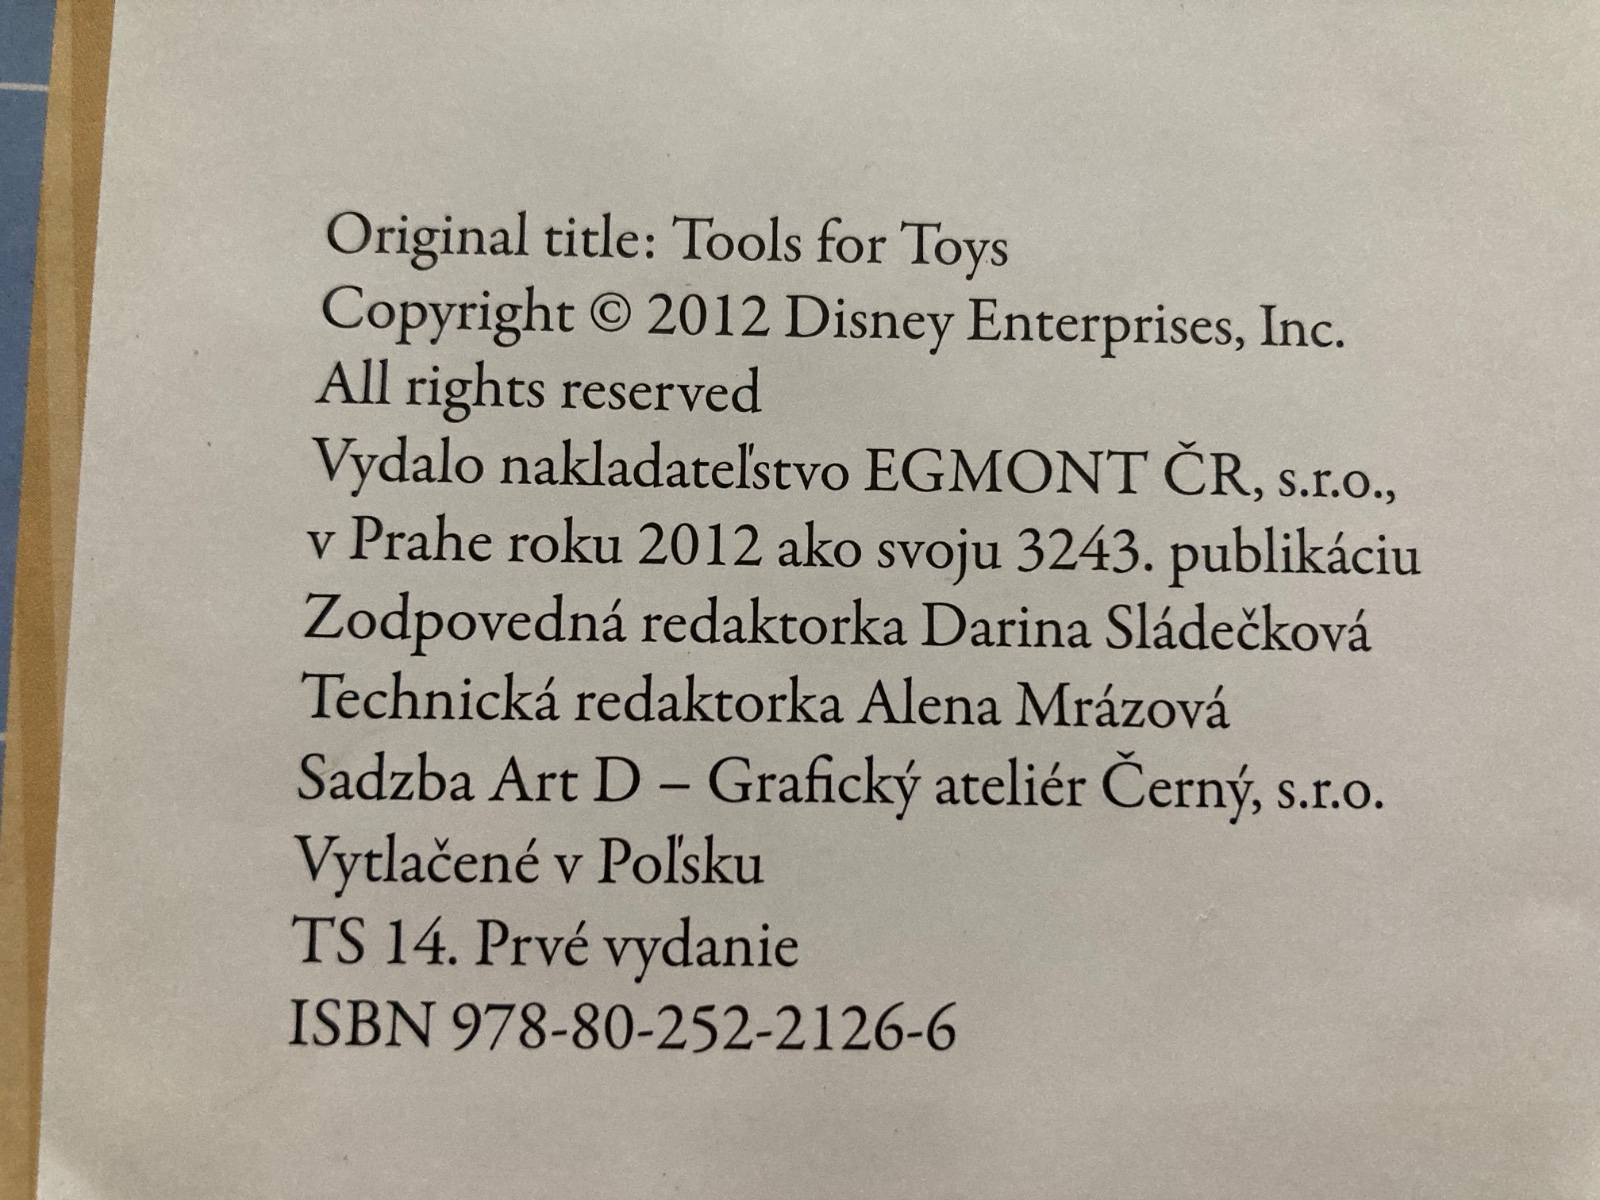 Original title: Tools for Toys
Copyright © 2012 Disney Enterprises, Inc.
All rights reserved
Vydalo nakladateľstvo EGMONT ČR, s.r.o.,
v Prahe roku 2012 ako svoju 3243. publikáciu
Zodpovedná redaktorka Darina Sládečková
Technická redaktorka Alena Mrázová
Sadzba Art D – Grafický ateliér Černý, s.r.o.
Vytlačené v Poľsku
TS 14. Prvé vydanie
ISBN 978-80-252-2126-6